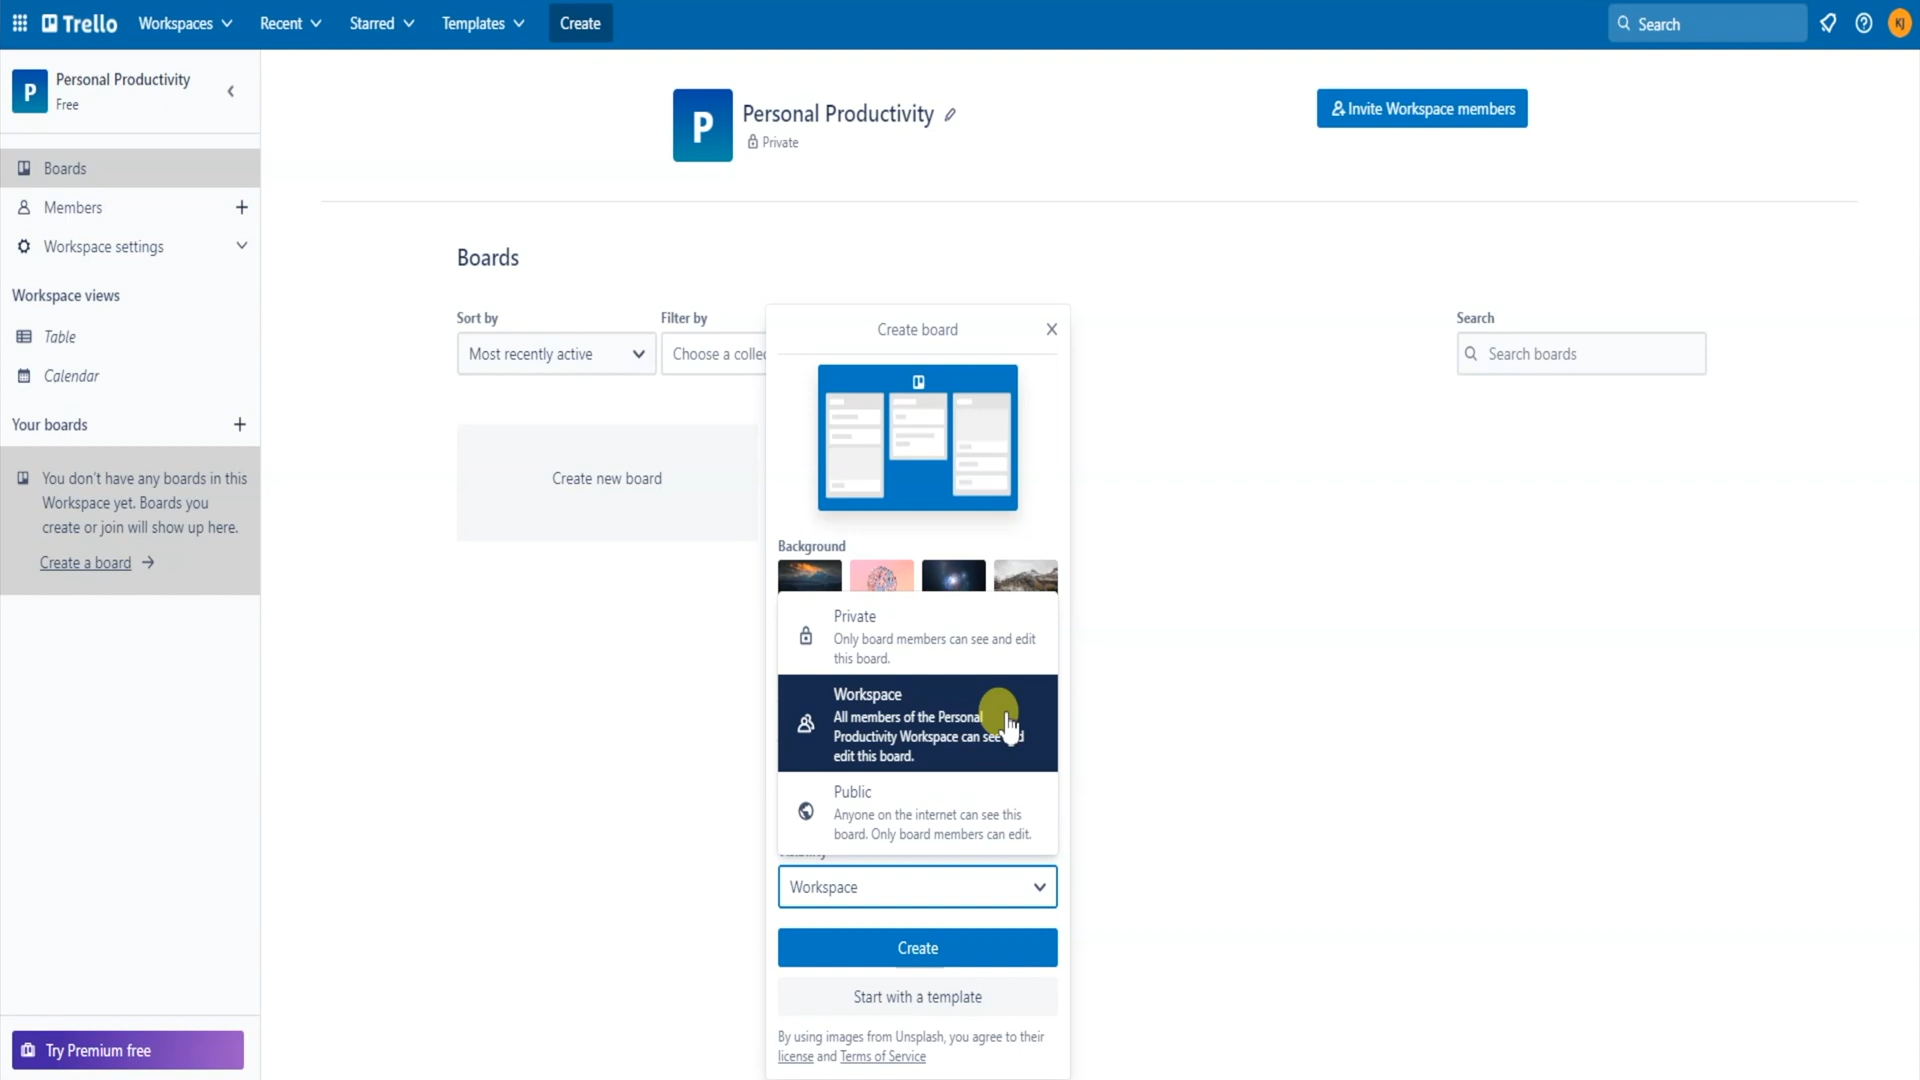 Trello
Workspaces
Recent
Starred
Templates
Create
Search
KJ
P
Personal Productivity
Free
Boards
Members
Workspace settings
Workspace views
Table
Calendar
Your boards
You don't have any boards in this
Workspace yet. Boards you
create or join will show up here.
Create a board
Try Premium free
P
Personal Productivity
Private
Invite Workspace members
Boards
Sort by
Most recently active
Filter by
Choose a collec
Search
Search boards
Create new board
Create board
Background
Private
Only board members can see and edit
this board.
Workspace
All members of the Personal
Productivity Workspace can see
edit this board.
Public
Anyone on the internet can see this
board. Only board members can edit.
Workspace
Create
Start with a template
By using images from Unsplash, you agree to their
license and Terms of Service